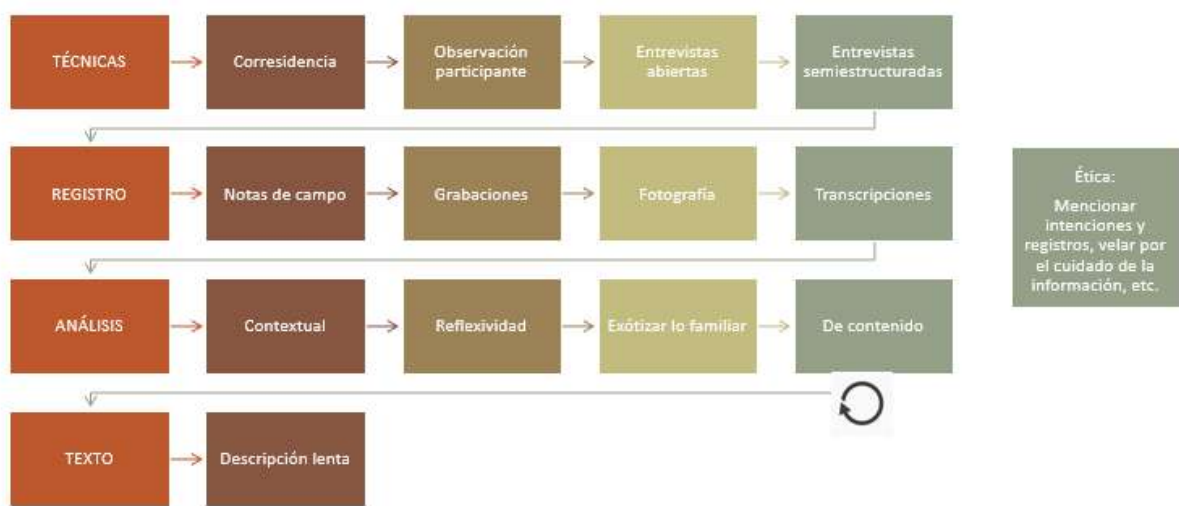 TÉCNICAS
Corresidencia
Observación
participante
Entrevistas
abiertas
Entrevistas
semiestructuradas
REGISTRO
Notas de campo
Grabaciones
Fotografía
Transcripciones
ANÁLISIS
Contextual
Reflexividad
Exótizar lo familiar
De contenido
TEXTO
Descripción lenta
Ética:
Mencionar
intenciones y
registros, velar por
el cuidado de la
información, etc.